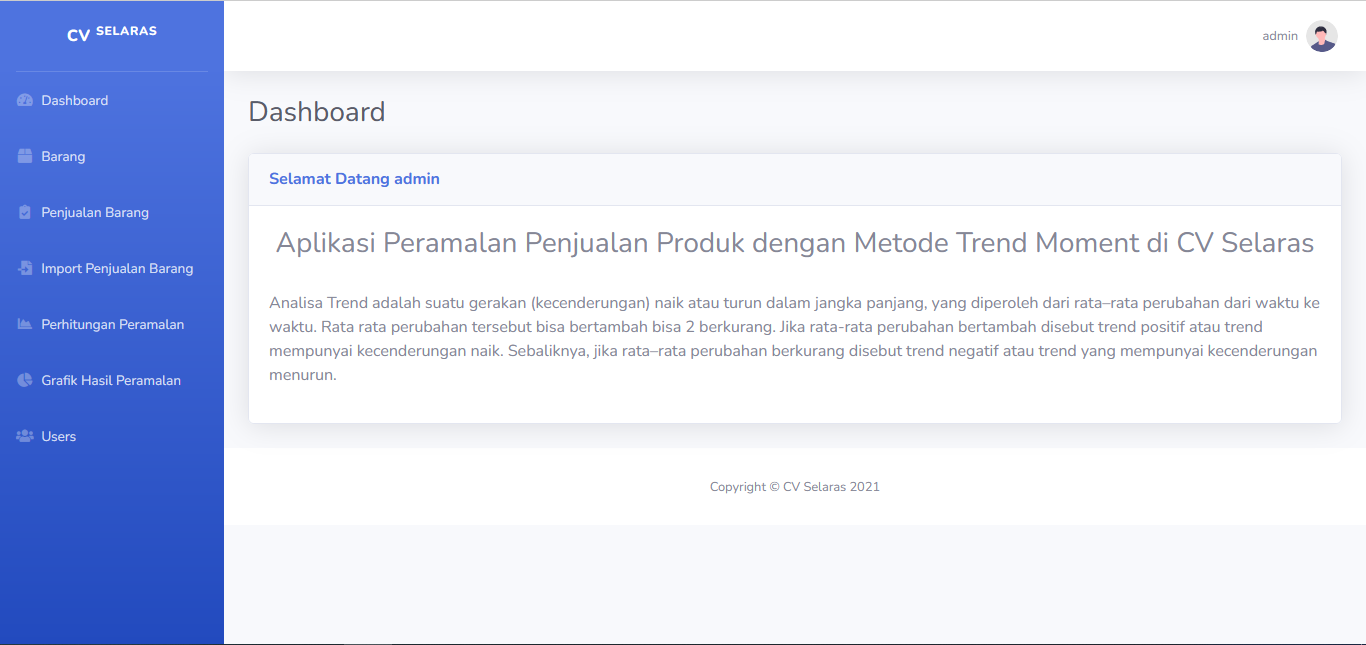 CV SELARAS
admin
Dashboard
Barang
Penjualan Barang
Import Penjualan Barang
Perhitungan Peramalan
Grafik Hasil Peramalan
Users
Dashboard
Selamat Datang admin
Aplikasi Peramalan Penjualan Produk dengan Metode Trend Moment di CV Selaras
Analisa Trend adalah suatu gerakan (kecenderungan) naik atau turun dalam jangka panjang, yang diperoleh dari rata–rata perubahan dari waktu ke
waktu. Rata rata perubahan tersebut bisa bertambah bisa 2 berkurang. Jika rata-rata perubahan bertambah disebut trend positif atau trend
mempunyai kecenderungan naik. Sebaliknya, jika rata–rata perubahan berkurang disebut trend negatif atau trend yang mempunyai kecenderungan
menurun.
Copyright © CV Selaras 2021